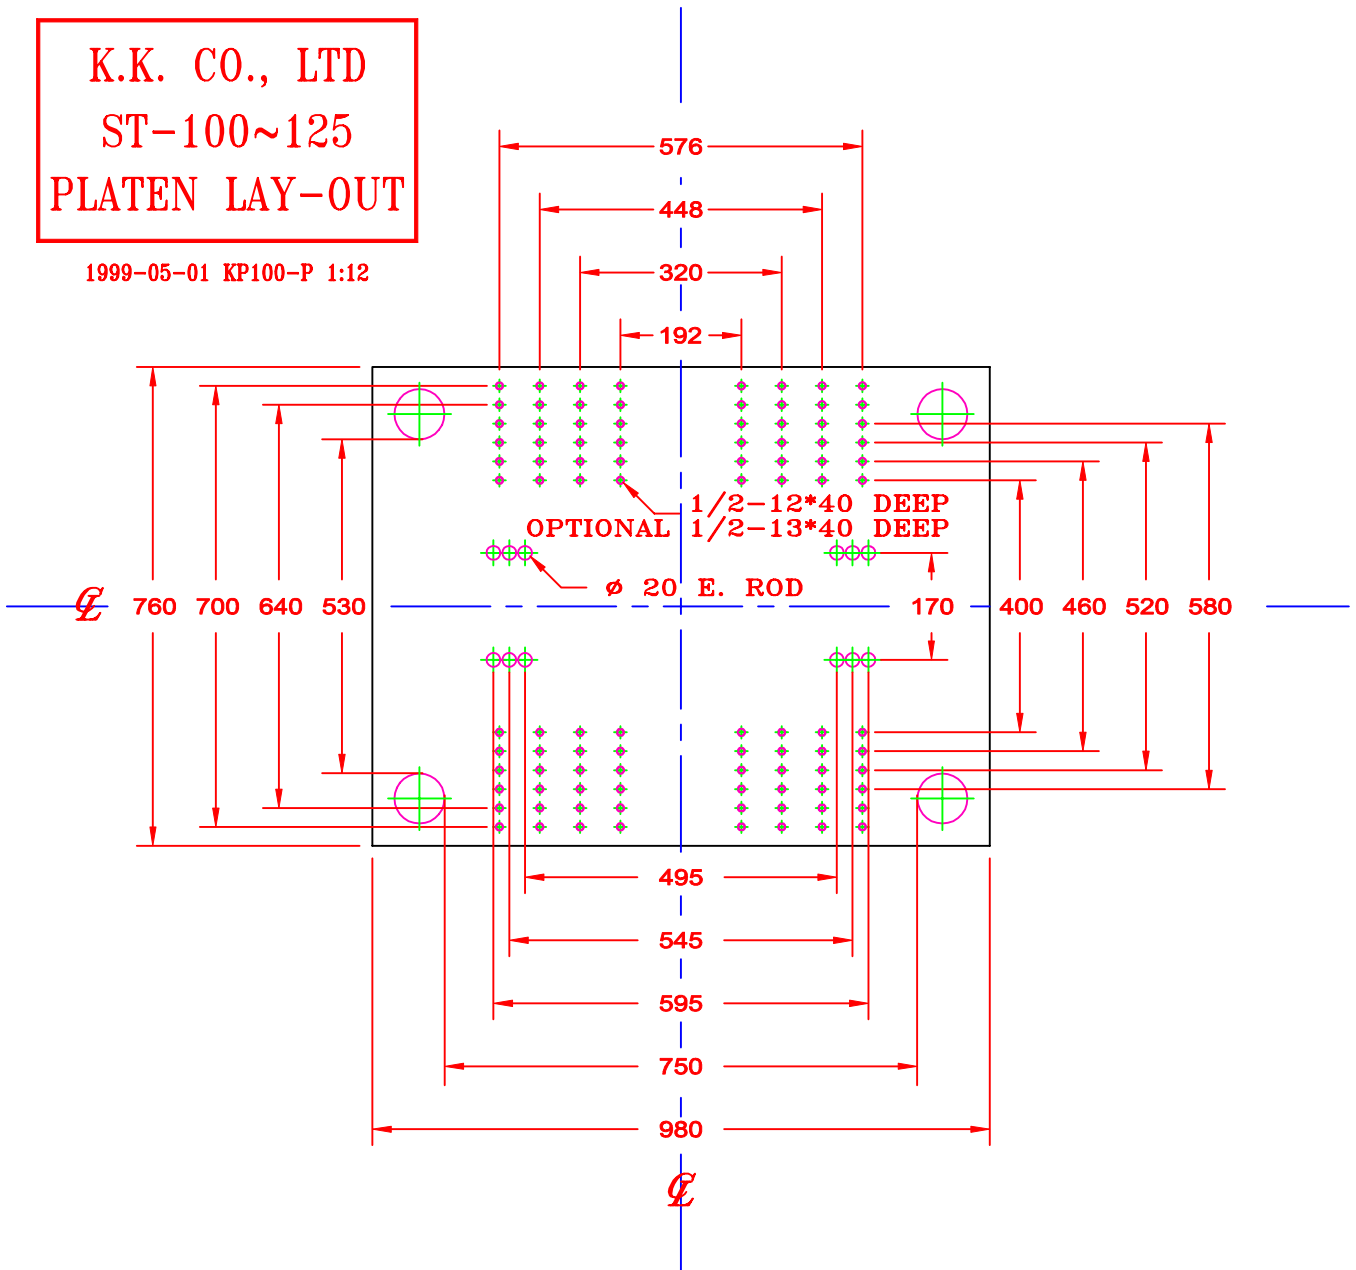 K.K. CO., LTD
ST-100~125
PLATEN LAY-OUT
1999-05-01 KP100-P 1:12
576
448
320
192
1/2-12*40 DEEP
OPTIONAL 1/2-13*40 DEEP
ø 20 E. ROD
℄ 760 700 640 530 170 400 460 520 580
495
545
595
750
980
℄